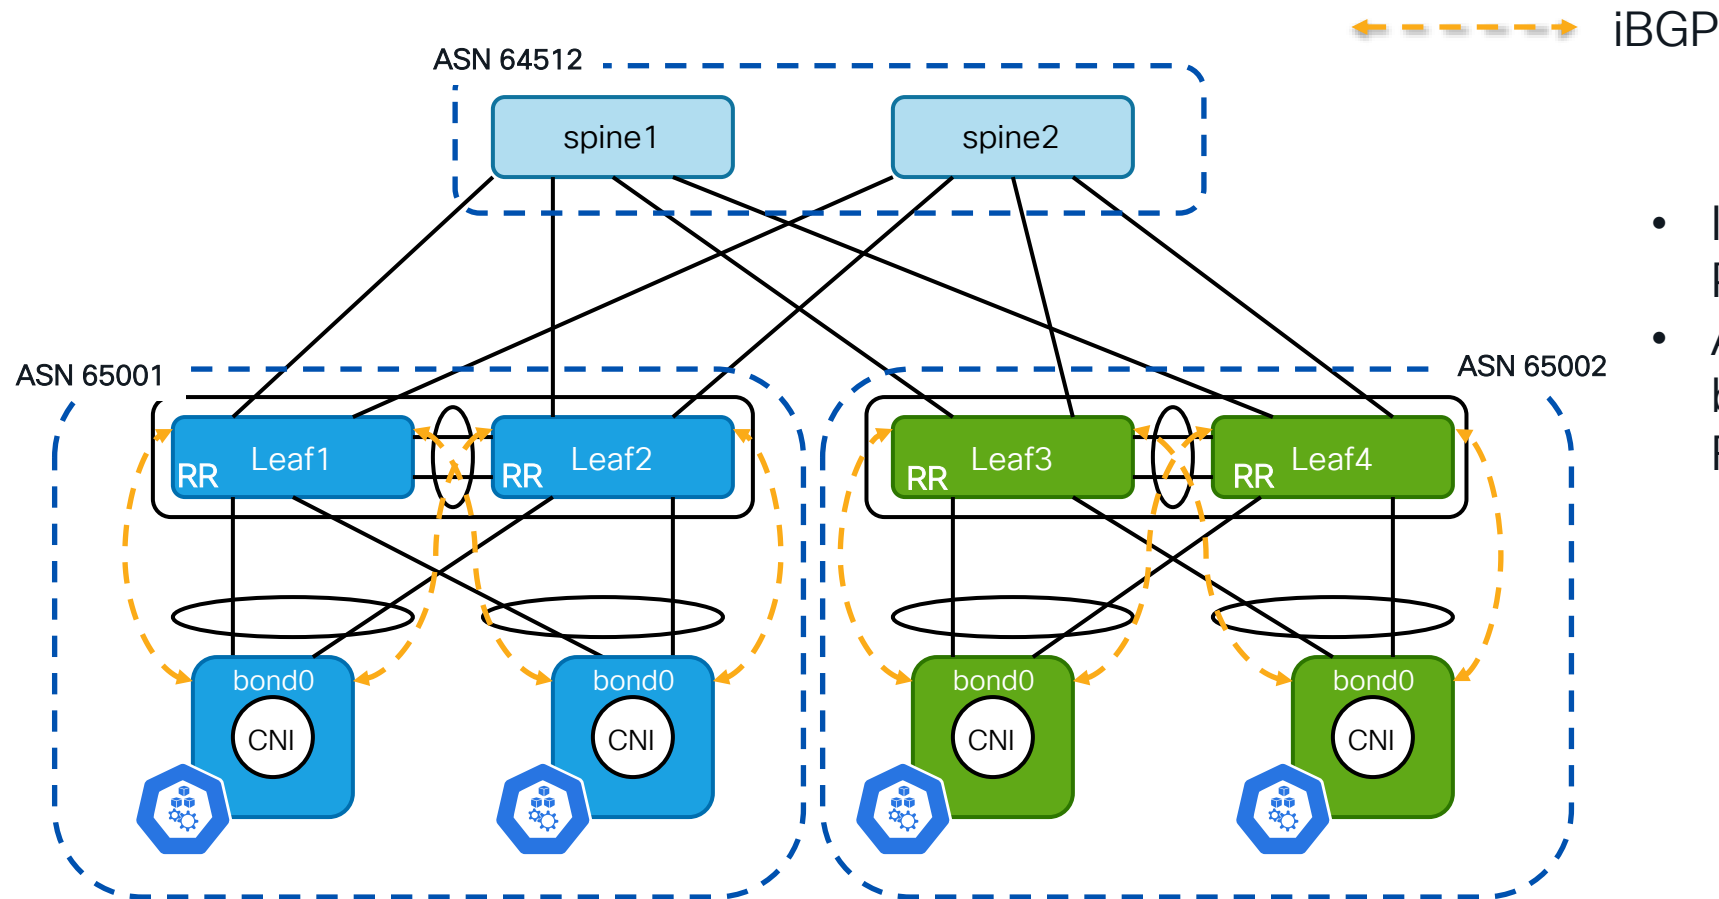 iBGP
ASN 64512
spine1
spine2
ASN 65001
ASN 65002
Leaf1
RR
Leaf2
RR
Leaf3
RR
Leaf4
RR
bond0
bond0
bond0
bond0
CNI
CNI
CNI
CNI